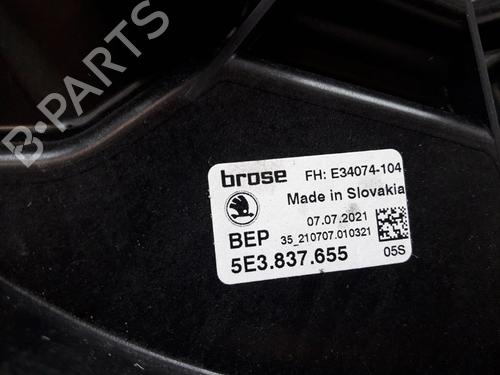 B-PARTS
brose FH: E34074-104
Made in Slovakia
07.07.2021
BEP 35_210707.010321
5E3.837.655 05S